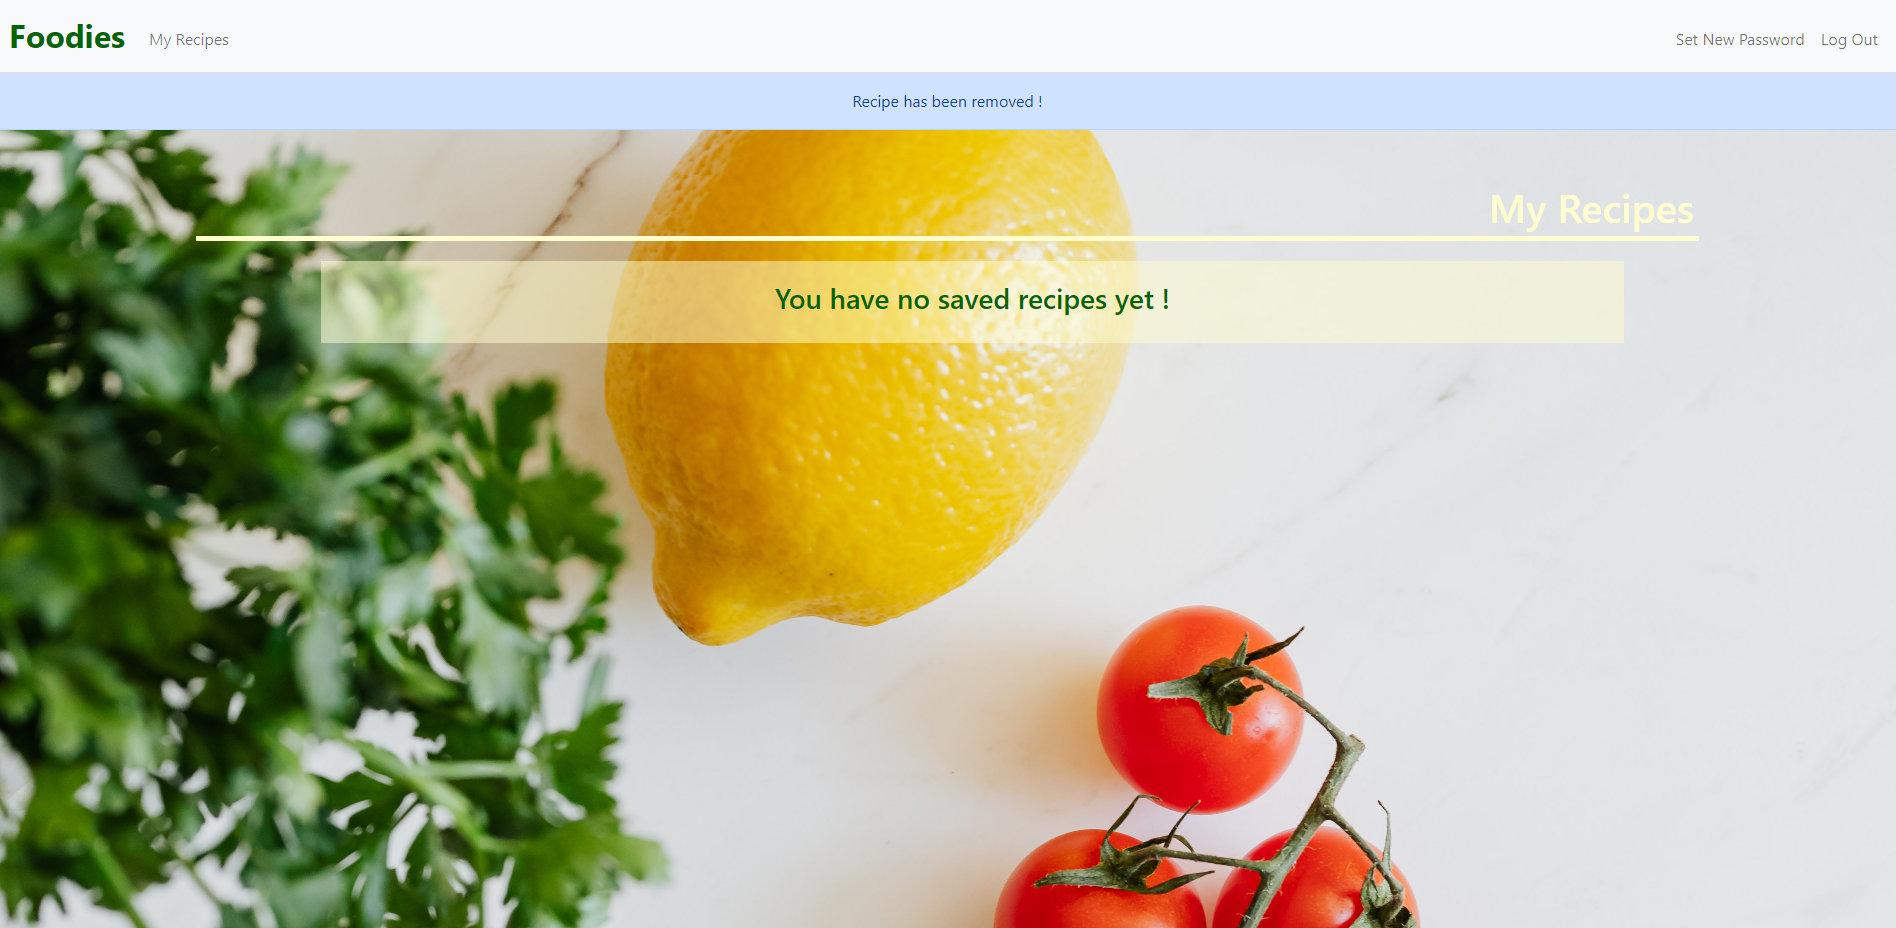 Foodies My Recipes Set New Password Log Out
Recipe has been removed !
My Recipes
You have no saved recipes yet !